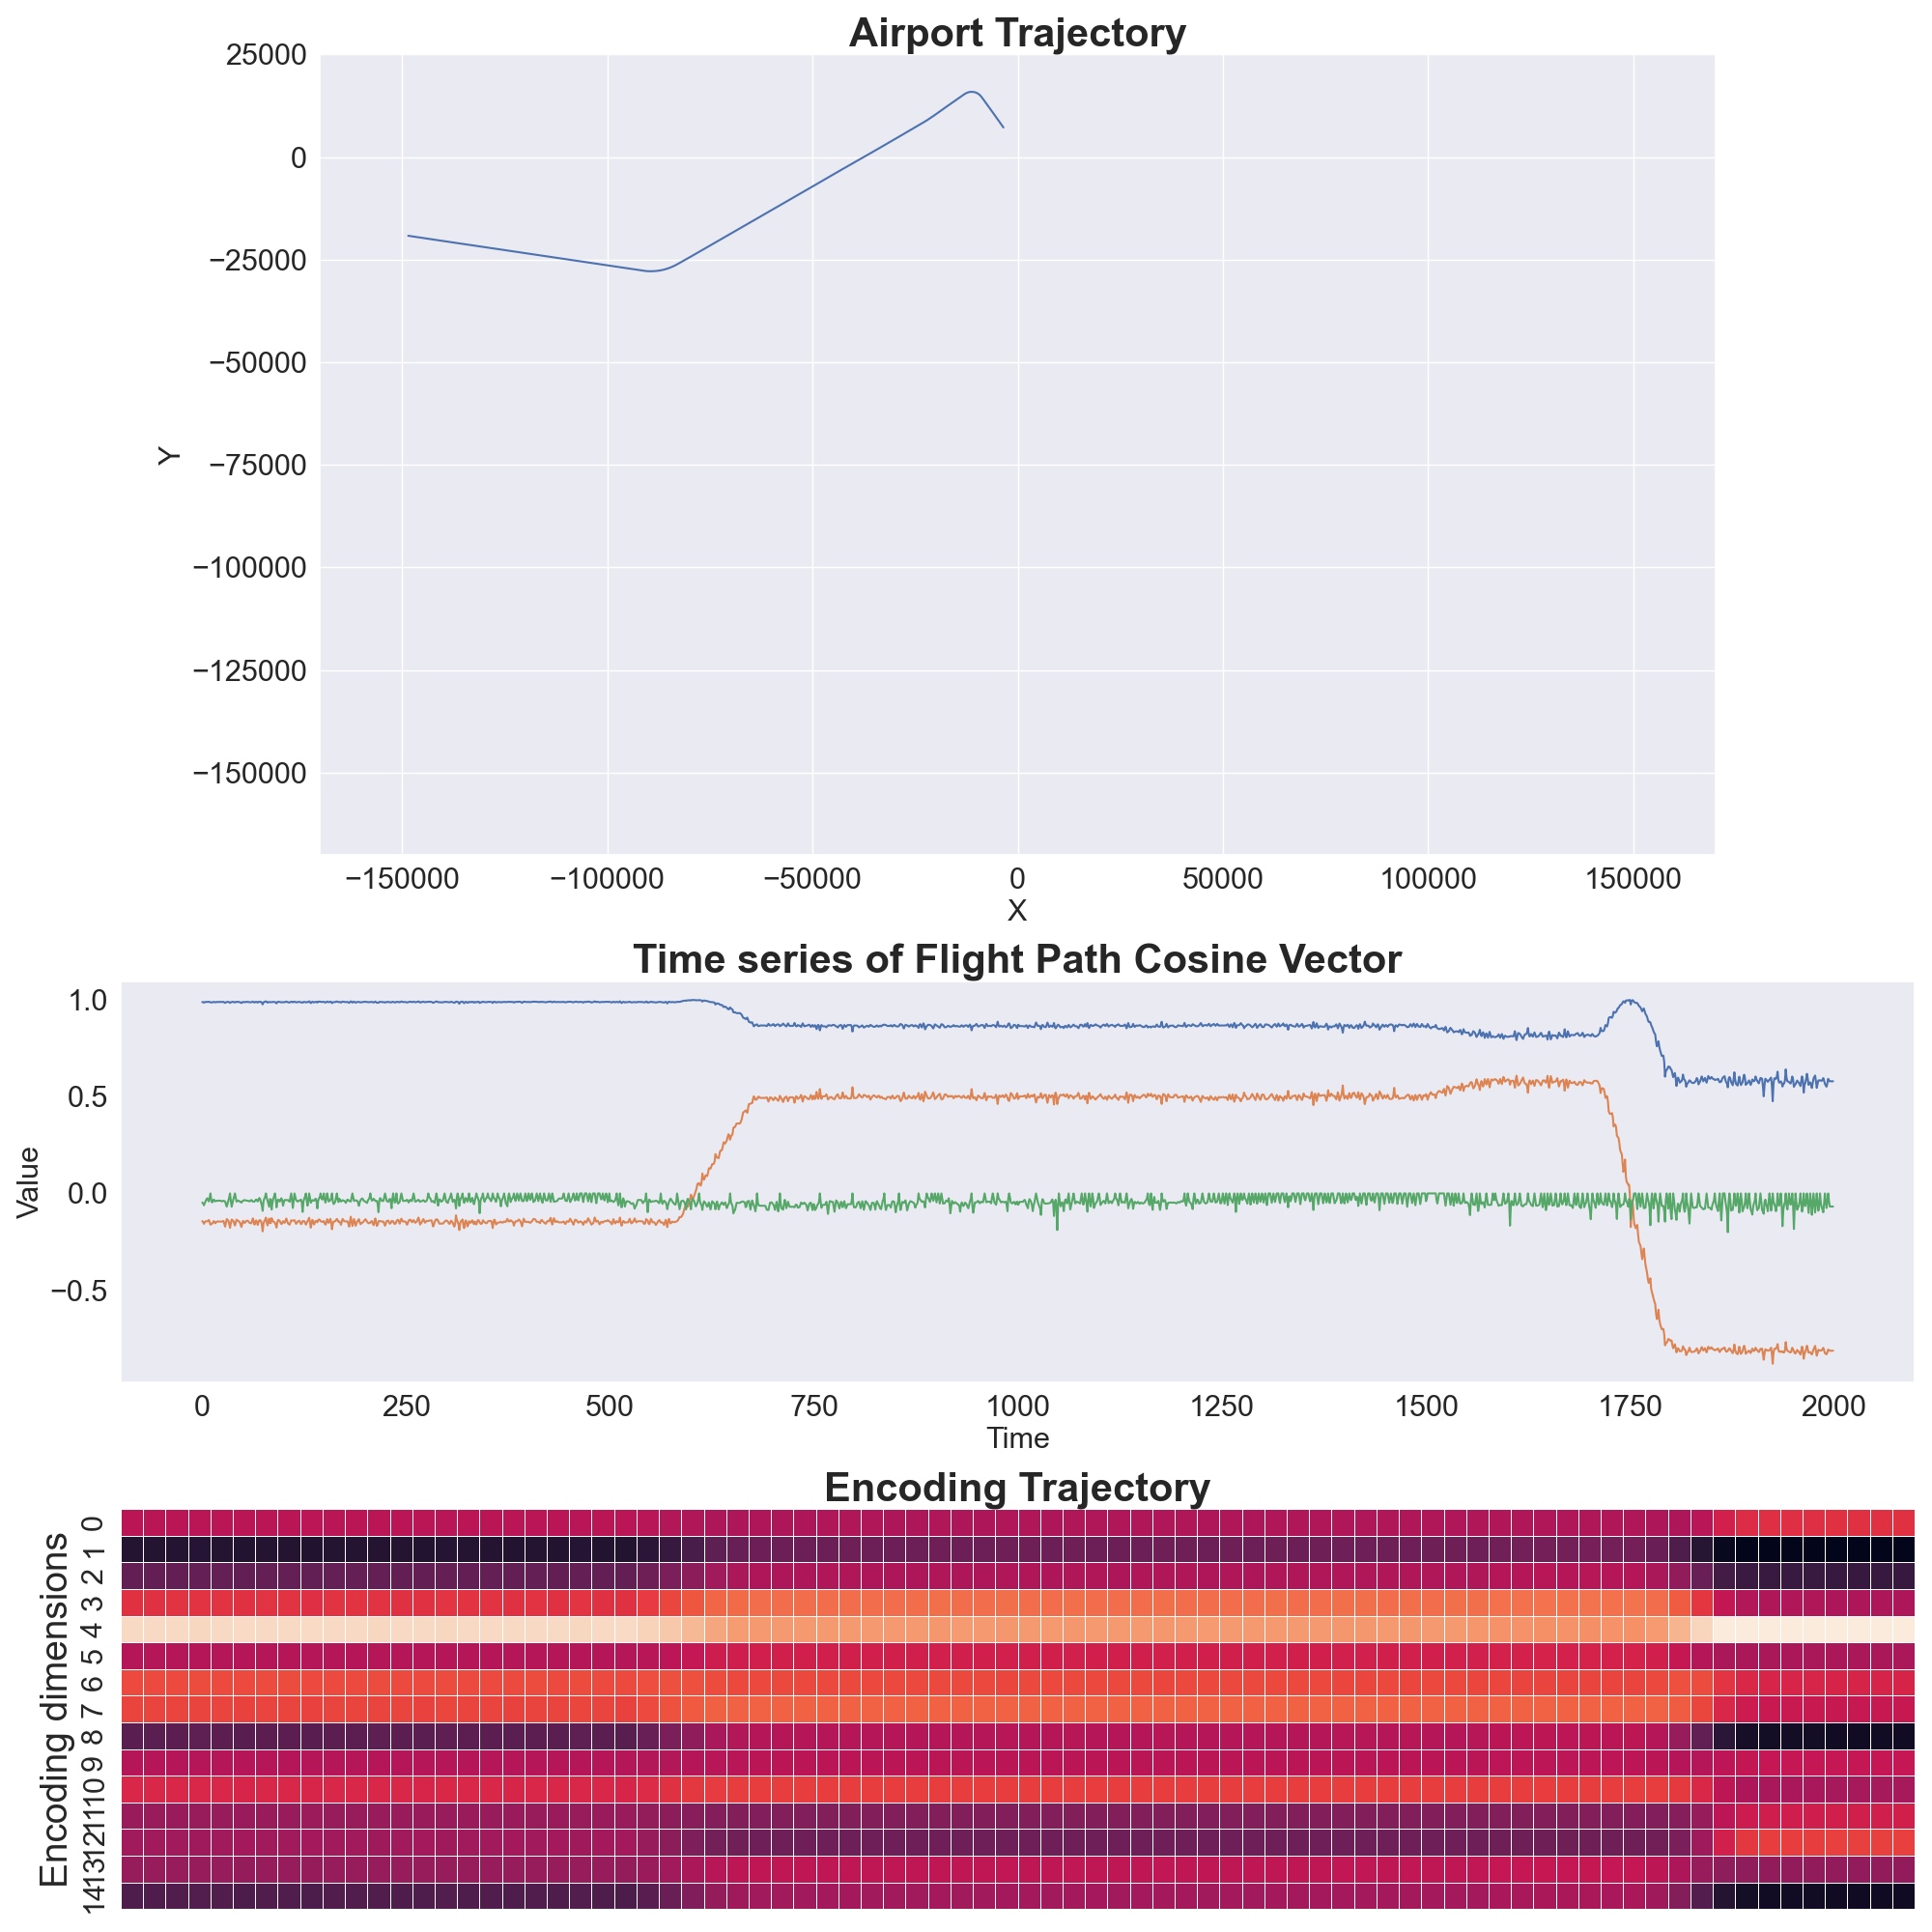 Airport Trajectory
25000
0
−25000
−50000
−75000
−100000
−125000
−150000
Y
−150000 −100000 −50000 0 50000 100000 150000
X
Time series of Flight Path Cosine Vector
1.0
0.5
0.0
−0.5
Value
0 250 500 750 1000 1250 1500 1750 2000
Time
Encoding Trajectory
Encoding dimensions
0
1
2
3
4
5
6
7
8
9
10
11
12
13
14